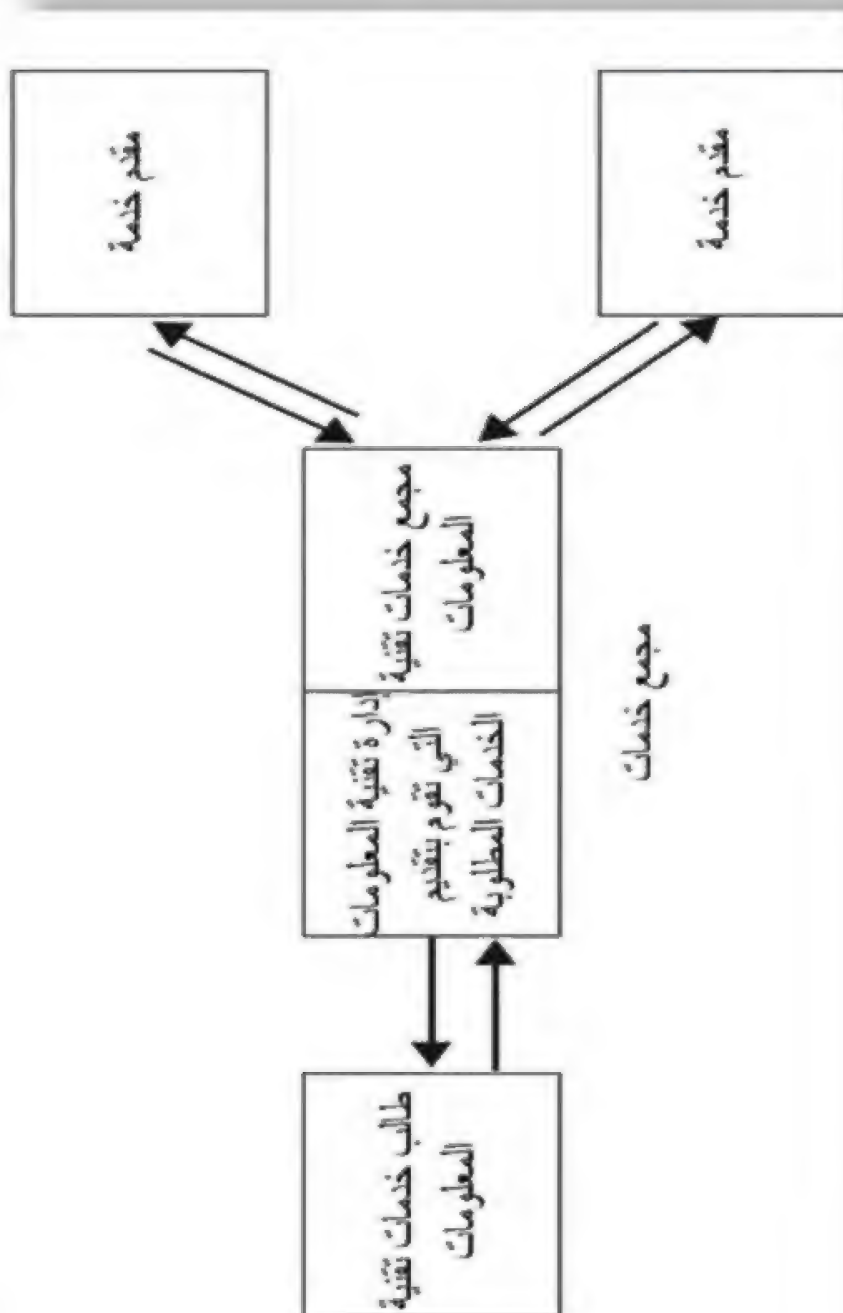 مقدم خدمة
مقدم خدمة
مجمع خدمات تقنية
المعلومات
إدارة تقنية المعلومات
التي تقوم بتقديم
الخدمات المطلوبة
مجمع خدمات
طالب خدمات تقنية
المعلومات